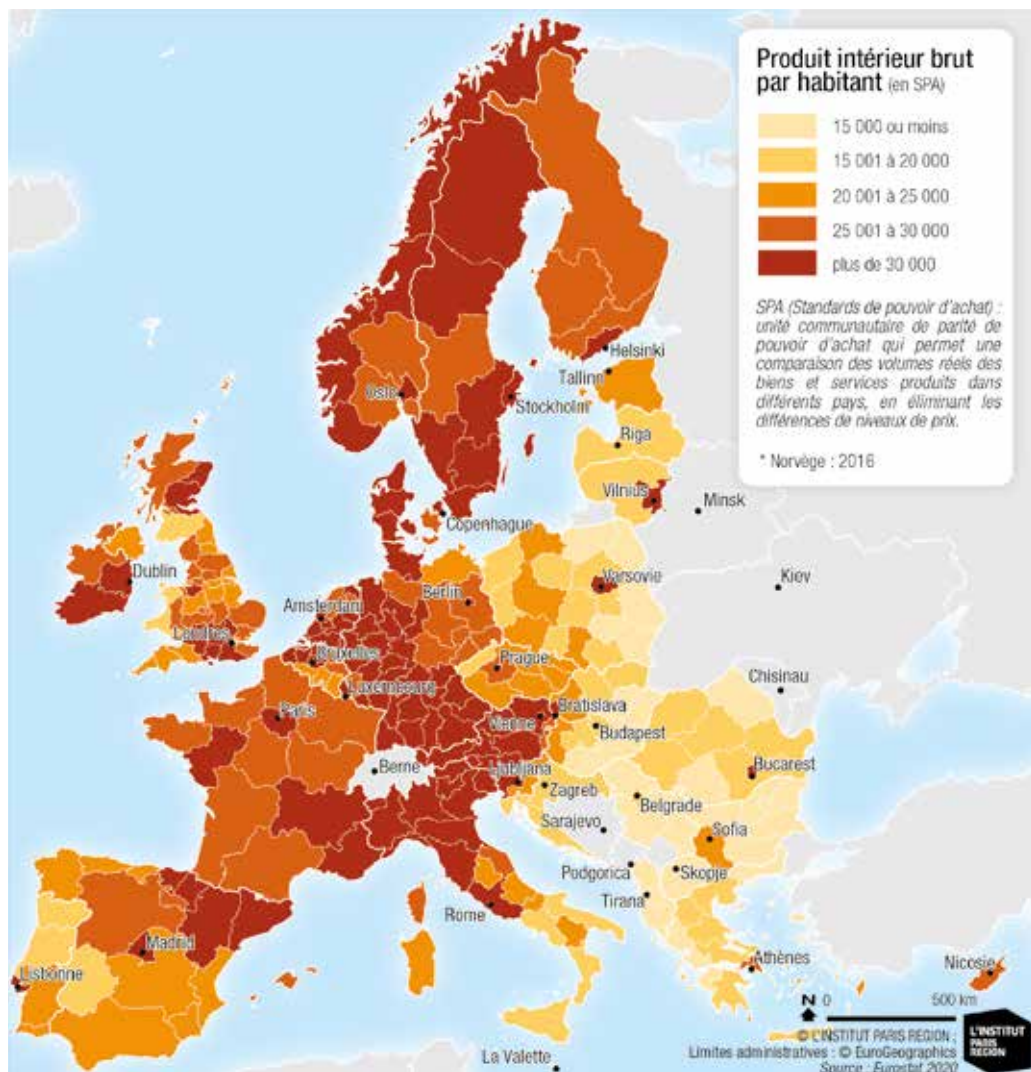 Produit intérieur brut
par habitant (en SPA)
15 000 ou moins
15 001 à 20 000
20 001 à 25 000
25 001 à 30 000
plus de 30 000
SPA (Standards de pouvoir d'achat) :
unité communautaire de parité de
pouvoir d'achat qui permet une
comparaison des volumes réels des
biens et services produits dans
différents pays, en éliminant les
différences de niveaux de prix.
* Norvège : 2016
Helsinki
Tallinn
Oslo
Stockholm
Riga
Vilnius
Minsk
Copenhague
Dublin
Varsovie
Kiev
Berlin
Amsterdam
Londres
Bruxelles
Prague
Luxembourg
Chisinau
Paris
Bratislava
Vienne
Budapest
Berne
Ljubljana
Bucarest
Zagreb
Belgrade
Sarajevo
Sofia
Podgorica
Skopje
Tirana
Rome
Madrid
Lisbonne
Athènes
Nicosie
N 0 500 km
© L'INSTITUT PARIS REGION ;
Limites administratives : © EuroGeographics
Source : Eurostat 2020
L'INSTITUT
PARIS
REGION
La Valette